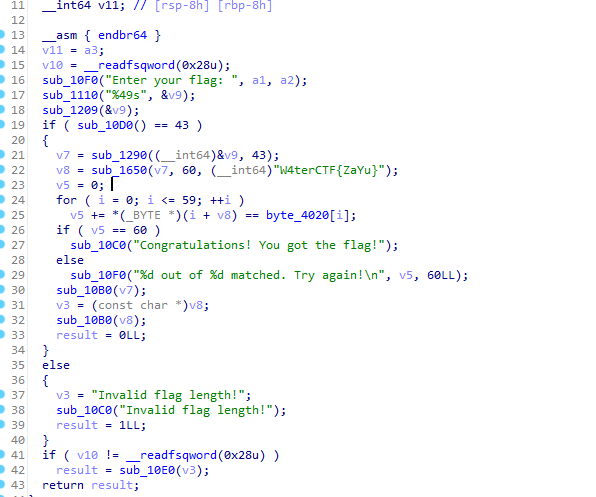 11 __int64 v11; // [rsp-8h] [rbp-8h]
12
13 __asm { endbr64 }
14 v11 = a3;
15 v10 = __readfsqword(0x28u);
16 sub_10F0("Enter your flag: ", a1, a2);
17 sub_1110("%49s", &v9);
18 sub_1209(&v9);
19 if ( sub_10D0() == 43 )
20 {
21 v7 = sub_1290((__int64)&v9, 43);
22 v8 = sub_1650(v7, 60, (__int64)"W4terCTF{ZaYu}");
23 v5 = 0;
24 for ( i = 0; i <= 59; ++i )
25 v5 += *(_BYTE *)(i + v8) == byte_4020[i];
26 if ( v5 == 60 )
27 sub_10C0("Congratulations! You got the flag!");
28 else
29 sub_10F0("%d out of %d matched. Try again!\n", v5, 60LL);
30 sub_10B0(v7);
31 v3 = (const char *)v8;
32 sub_10B0(v8);
33 result = 0LL;
34 }
35 else
36 {
37 v3 = "Invalid flag length!";
38 sub_10C0("Invalid flag length!");
39 result = 1LL;
40 }
41 if ( v10 != __readfsqword(0x28u) )
42 result = sub_10E0(v3);
43 return result;